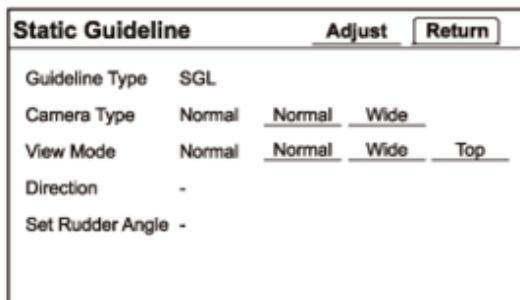 Static Guideline Adjust Return
Guideline Type SGL
Camera Type Normal Normal Wide
View Mode Normal Normal Wide Top
Direction -
Set Rudder Angle -